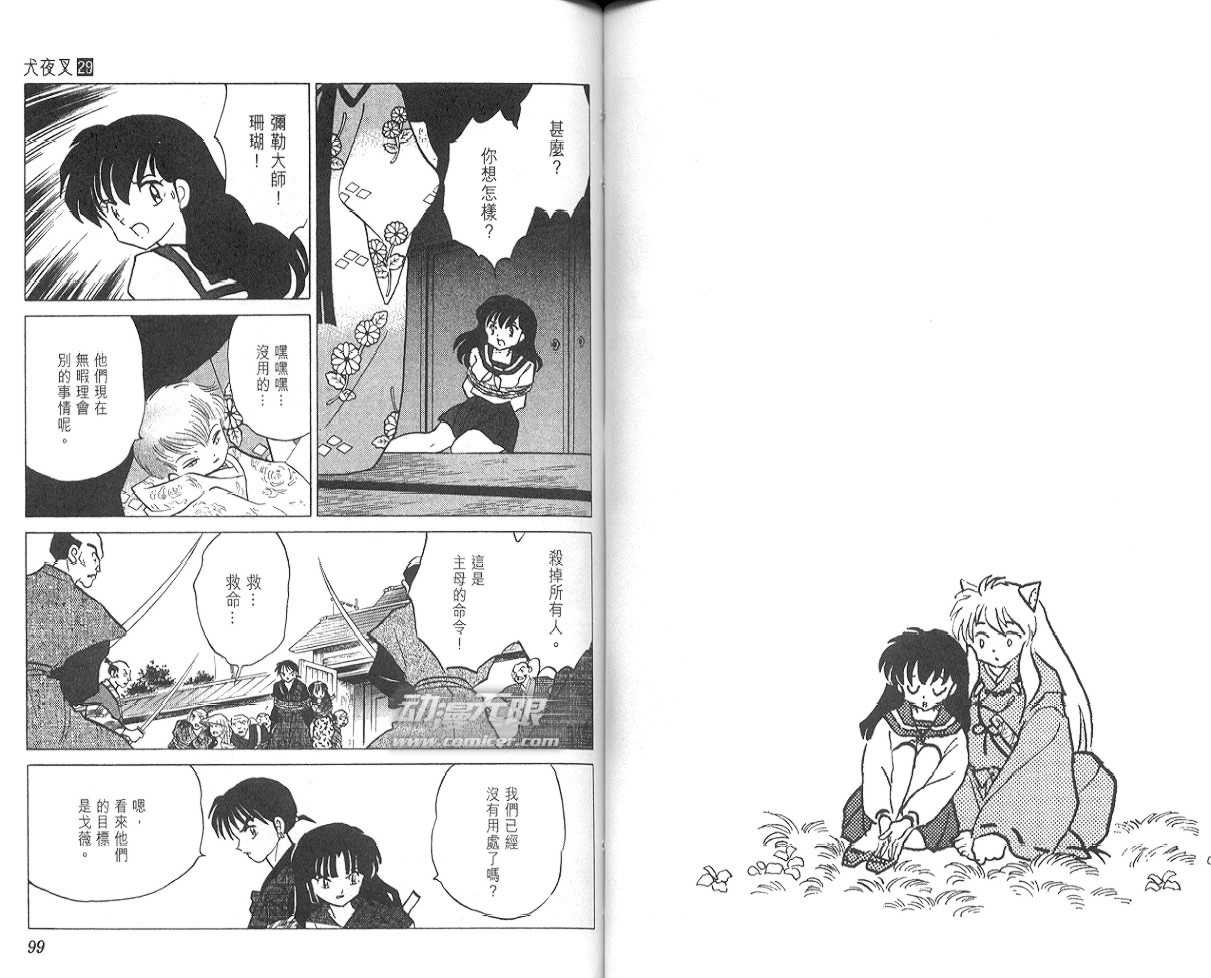 犬夜叉 29
甚麼？
你想怎樣？
彌勒大師！
珊瑚！
嘿嘿嘿…
沒用的…
他們現在
無暇理會
別的事情呢。
殺掉所有人。
這是
主母的命令！
救…
救命…
动漫无限
www.comicer.com
我們已經
沒有用處了嗎？
嗯，
看來他們
的目標
是戈薇。
99